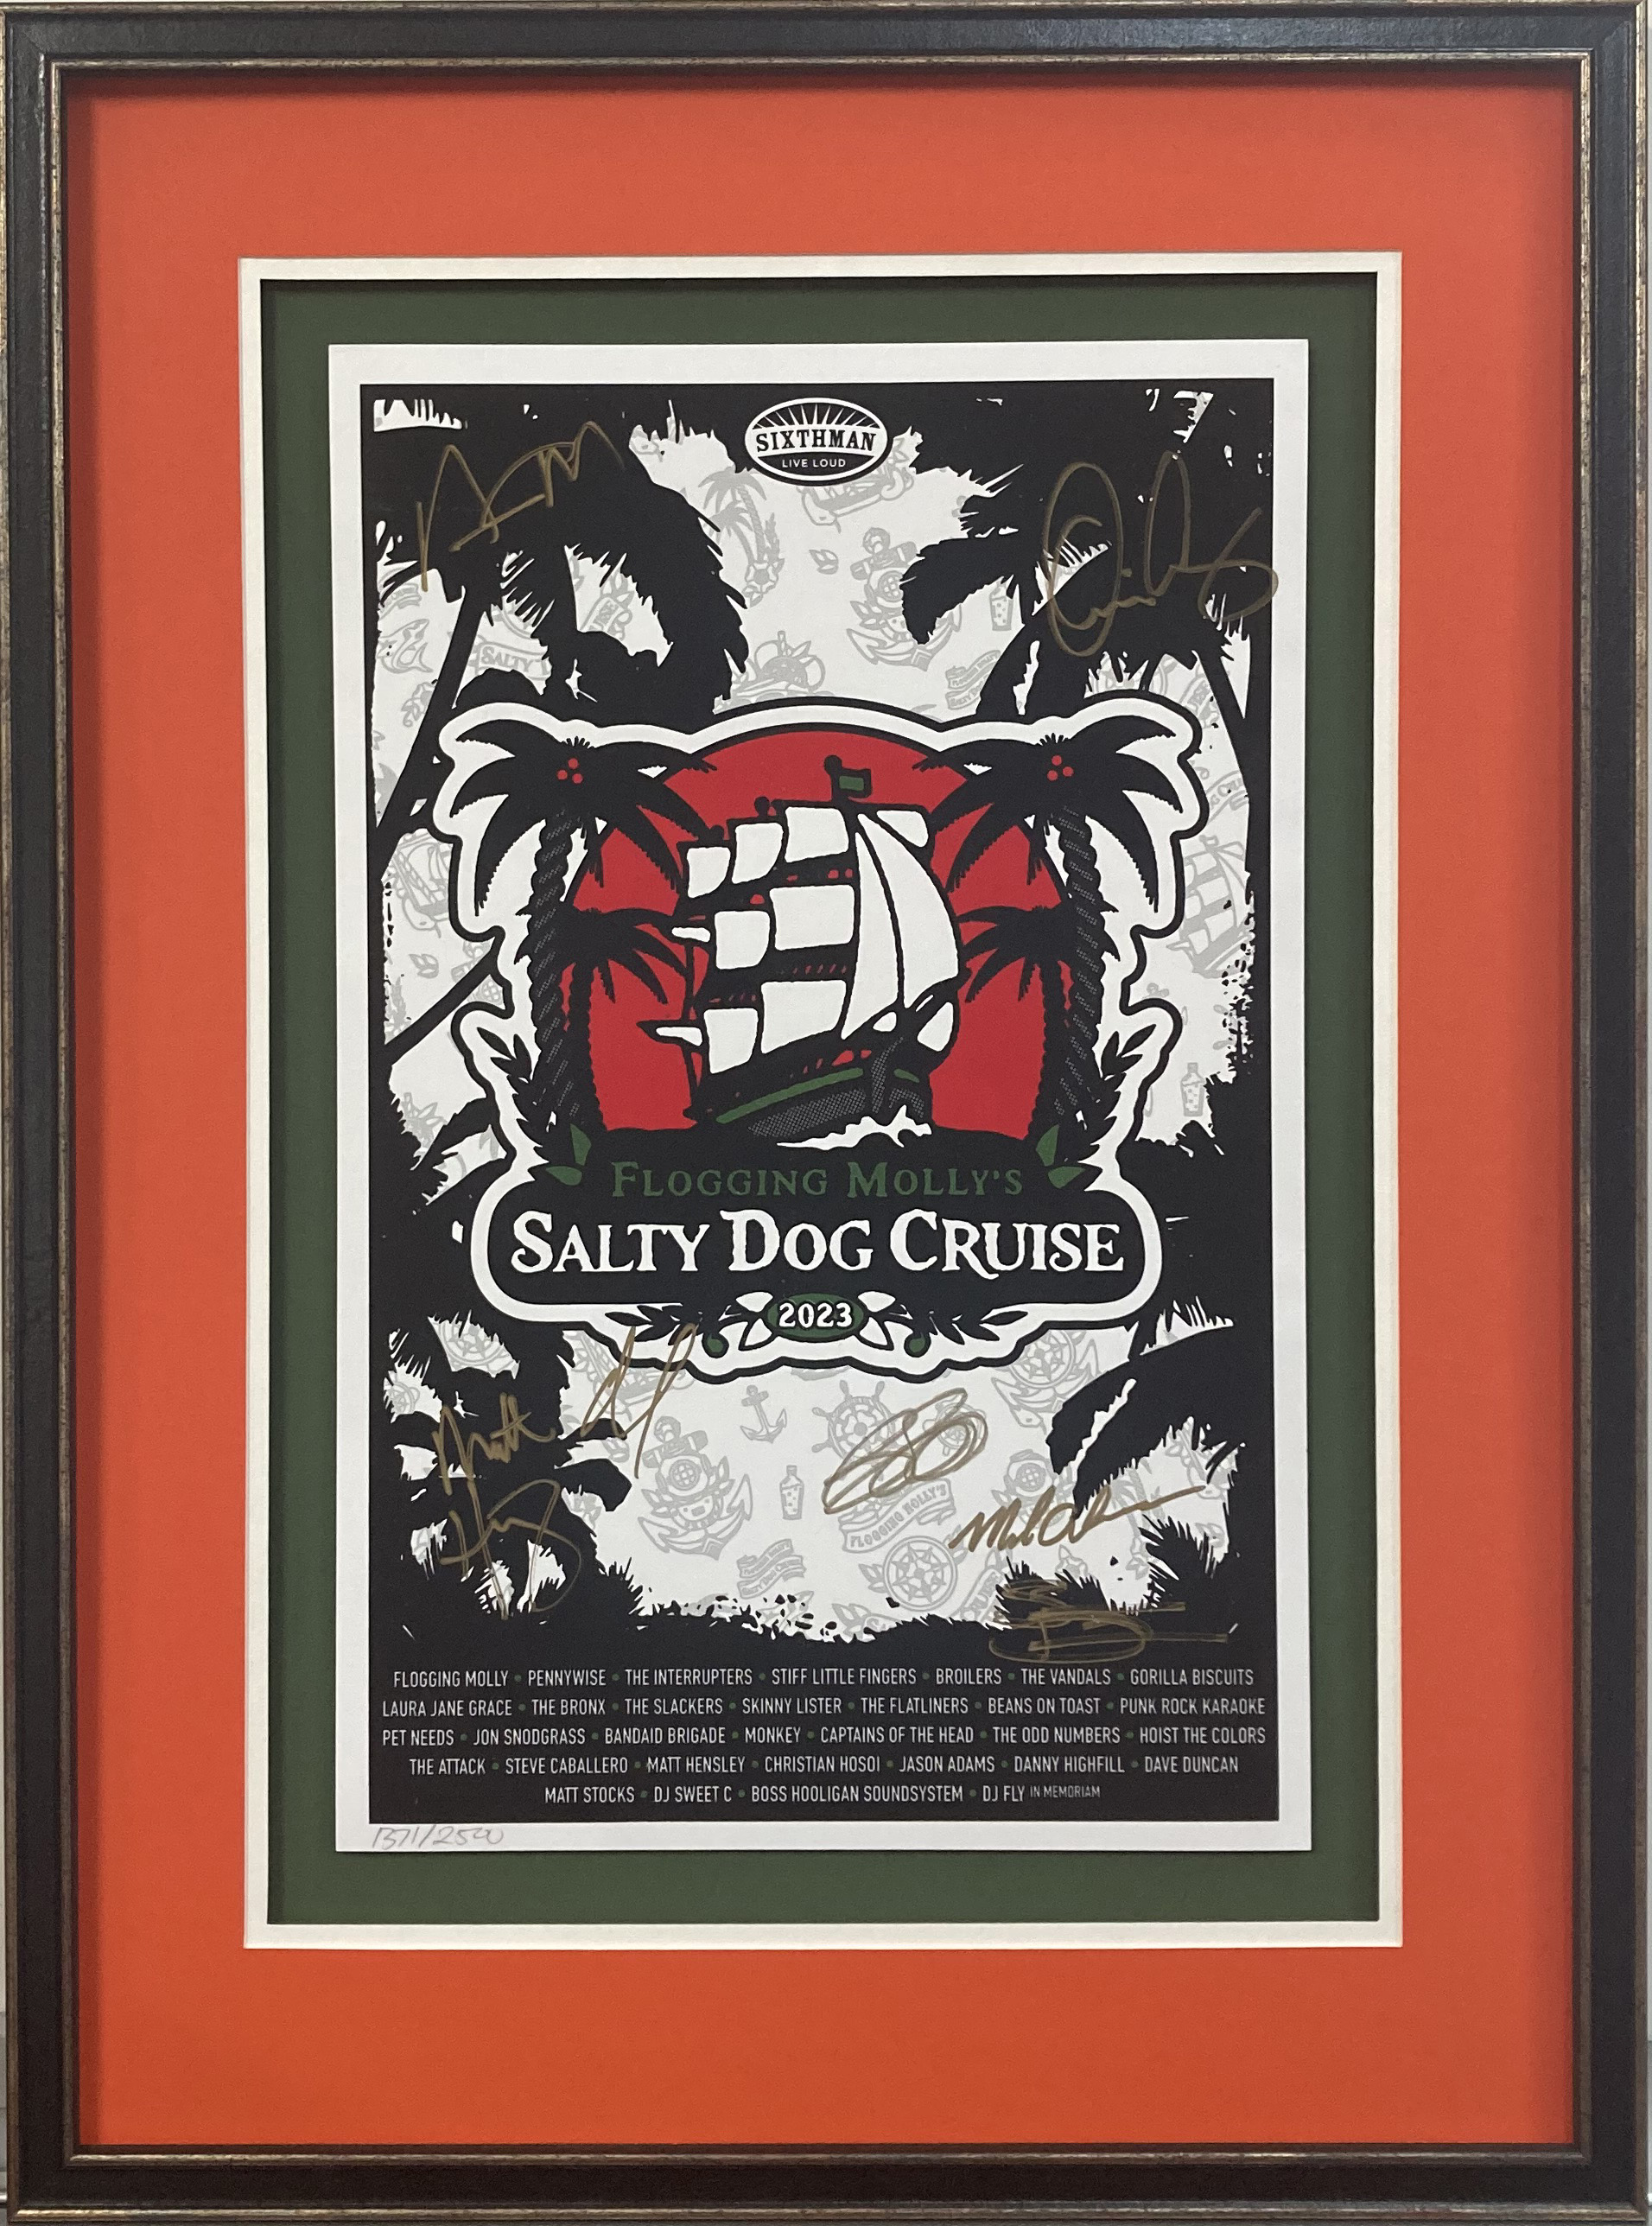 SIXTHMAN
LIVE LOUD
FLOGGING MOLLY'S
SALTY DOG CRUISE
2023
Matt
FLOGGING MOLLY'S
FLOGGING MOLLY • PENNYWISE • THE INTERRUPTERS • STIFF LITTLE FINGERS • BROILERS • THE VANDALS • GORILLA BISCUITS
LAURA JANE GRACE • THE BRONX • THE SLACKERS • SKINNY LISTER • THE FLATLINERS • BEANS ON TOAST • PUNK ROCK KARAOKE
PET NEEDS • JON SNODGRASS • BANDAID BRIGADE • MONKEY • CAPTAINS OF THE HEAD • THE ODD NUMBERS • HOIST THE COLORS
THE ATTACK • STEVE CABALLERO • MATT HENSLEY • CHRISTIAN HOSOI • JASON ADAMS • DANNY HIGHFILL • DAVE DUNCAN
MATT STOCKS • DJ SWEET C • BOSS HOOLIGAN SOUNDSYSTEM • DJ FLY IN MEMORIAM
1371/2500